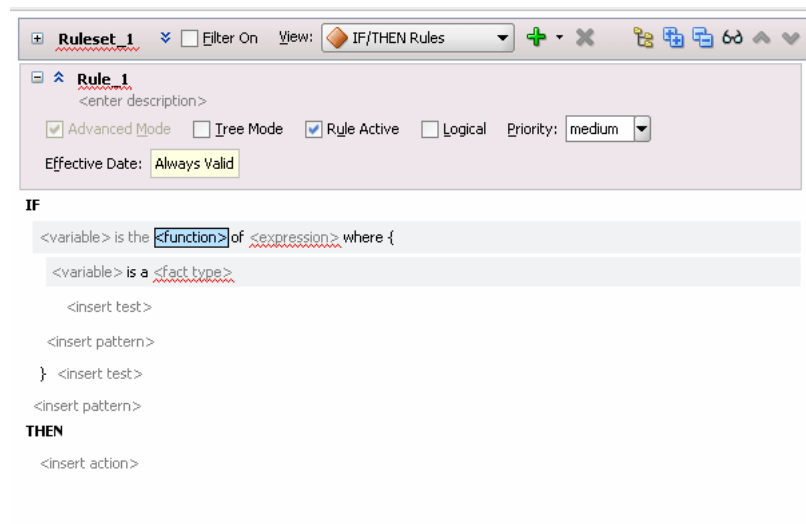 Ruleset_1 Filter On View: IF/THEN Rules
Rule_1
<enter description>
Advanced Mode Tree Mode Rule Active Logical Priority: medium
Effective Date: Always Valid
IF
<variable> is the <function> of <expression> where {
<variable> is a <fact type>
<insert test>
<insert pattern>
} <insert test>
<insert pattern>
THEN
<insert action>